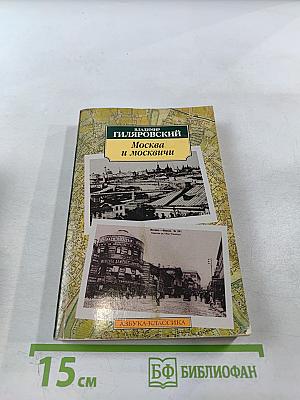 ВЛАДИМИР
ГИЛЯРОВСКИЙ
Москва
и москвичи
АЗБУКА-КЛАССИКА
15 см
БФ БИБЛИОФАН